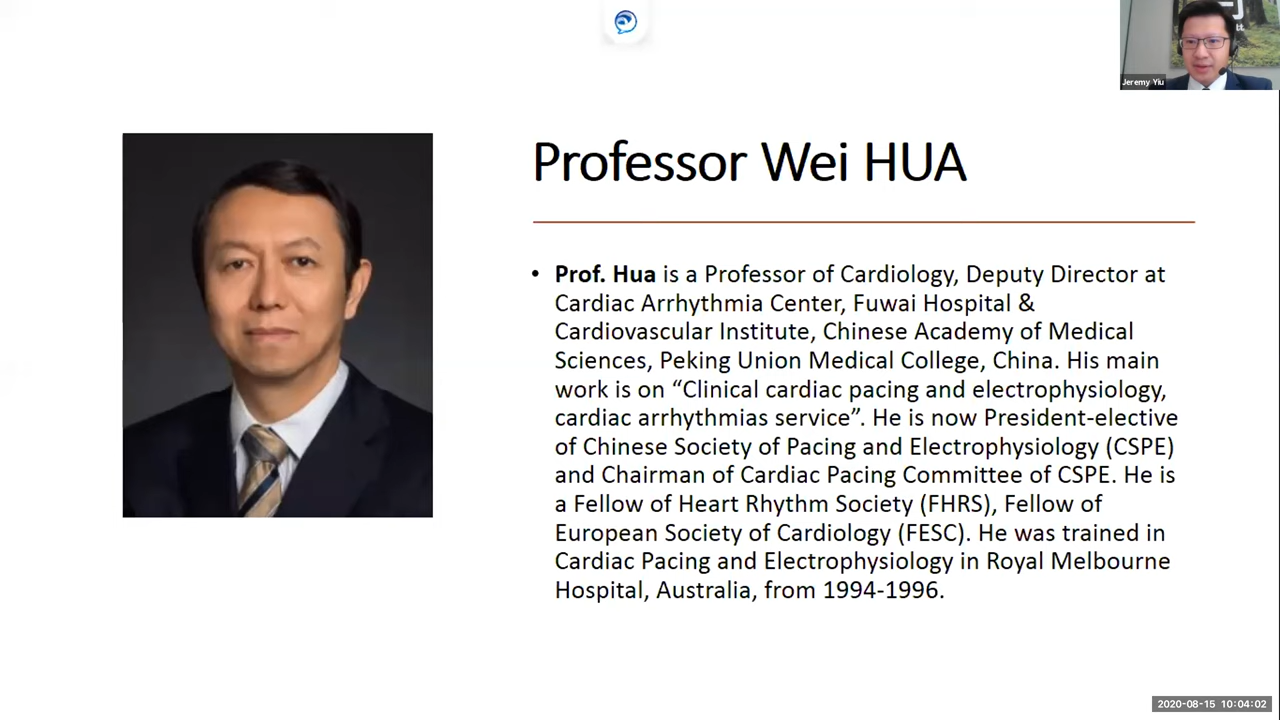 Jeremy Yiu
Professor Wei HUA
• Prof. Hua is a Professor of Cardiology, Deputy Director at
Cardiac Arrhythmia Center, Fuwai Hospital &
Cardiovascular Institute, Chinese Academy of Medical
Sciences, Peking Union Medical College, China. His main
work is on “Clinical cardiac pacing and electrophysiology,
cardiac arrhythmias service”. He is now President-elective
of Chinese Society of Pacing and Electrophysiology (CSPE)
and Chairman of Cardiac Pacing Committee of CSPE. He is
a Fellow of Heart Rhythm Society (FHRS), Fellow of
European Society of Cardiology (FESC). He was trained in
Cardiac Pacing and Electrophysiology in Royal Melbourne
Hospital, Australia, from 1994-1996.
2020-08-15 10:04:02